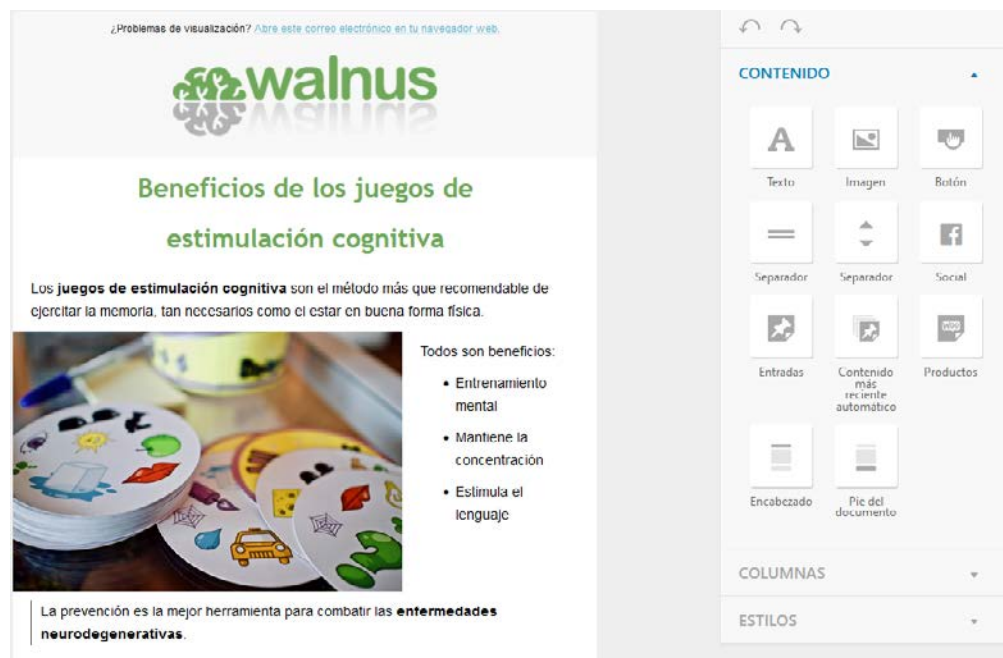 ¿Problemas de visualización? Abre este correo electrónico en tu navegador web.
walnus
Beneficios de los juegos de
estimulación cognitiva
Los juegos de estimulación cognitiva son el método más que recomendable de
ejercitar la memoria, tan necesarios como el estar en buena forma física.
Todos son beneficios:
• Entrenamiento
mental
• Mantiene la
concentración
• Estimula el
lenguaje
La prevención es la mejor herramienta para combatir las enfermedades
neurodegenerativas.
CONTENIDO
A
Texto
Imagen
Botón
Separador
Separador
f
Social
Entradas
Contenido
más
reciente
automático
woo
Productos
Encabezado
Pie del
documento
COLUMNAS
ESTILOS